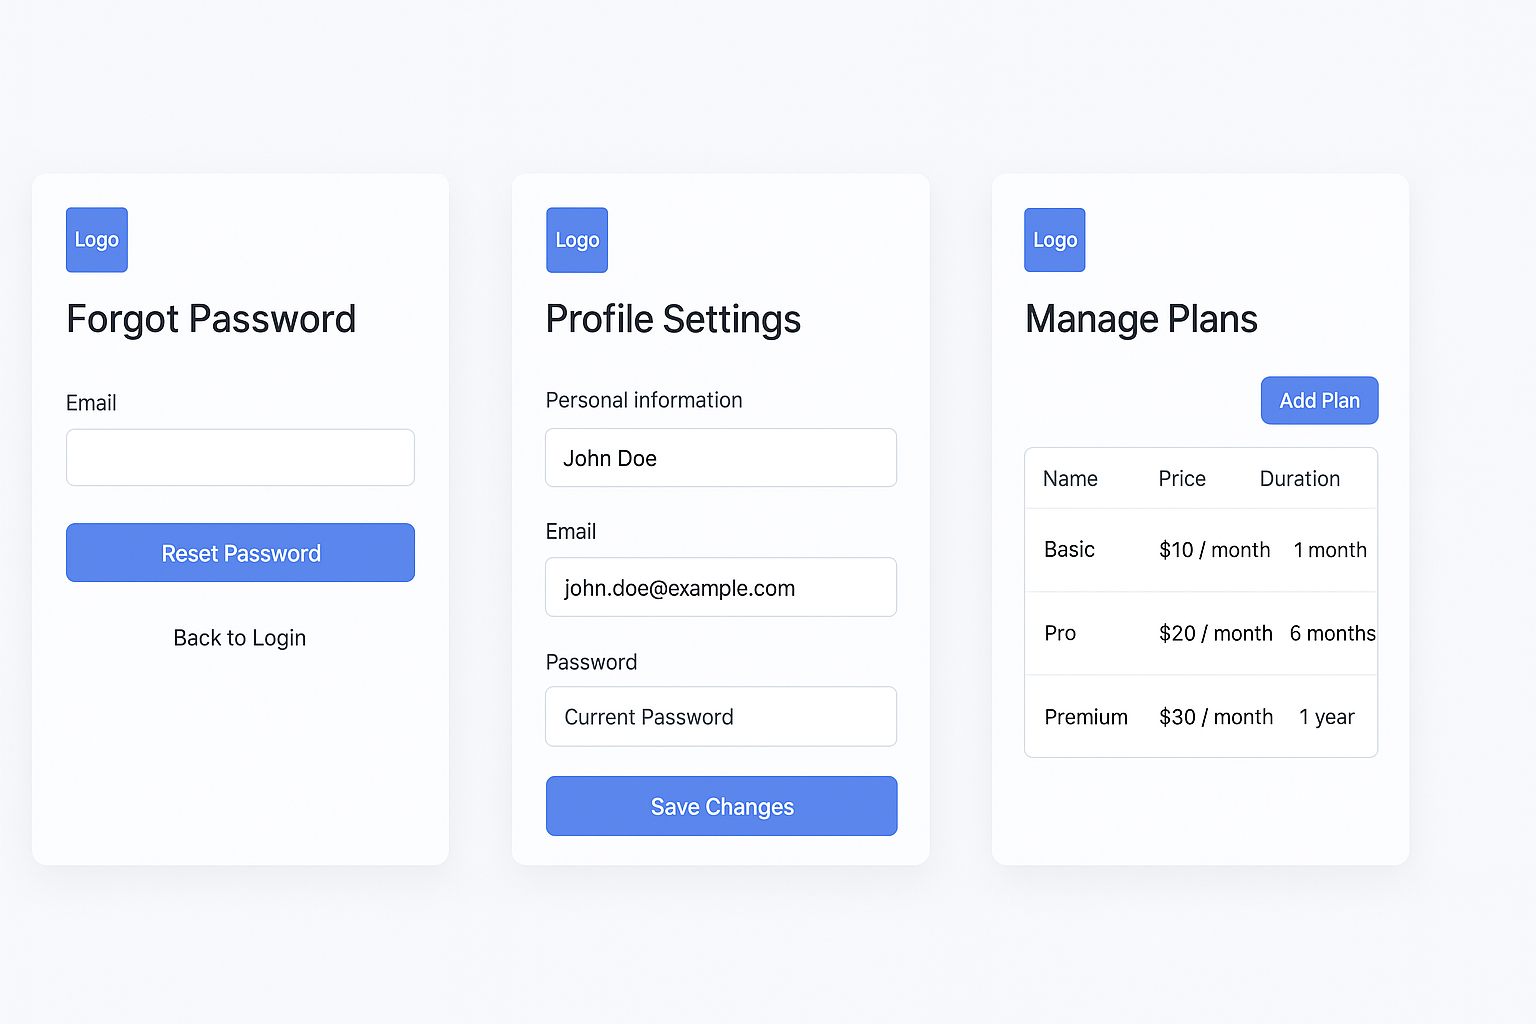 Logo
Forgot Password
Email
Reset Password
Back to Login
Logo
Profile Settings
Personal information
John Doe
Email
john.doe@example.com
Password
Current Password
Save Changes
Logo
Manage Plans
Add Plan
Name Price Duration
Basic $10 / month 1 month
Pro $20 / month 6 months
Premium $30 / month 1 year